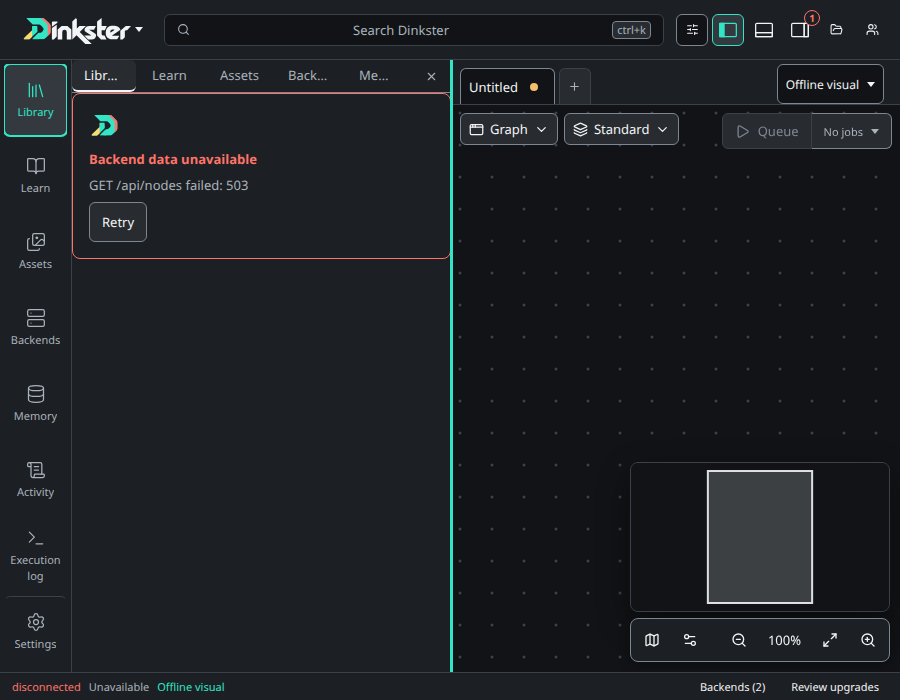 Dinkster
Search Dinkster
ctrl+k
1
Library
Learn
Assets
Backends
Memory
Activity
Execution
log
Settings
Libr...
Learn
Assets
Back...
Me...
Backend data unavailable
GET /api/nodes failed: 503
Retry
Untitled
Offline visual
Graph
Standard
Queue
No jobs
100%
disconnected Unavailable Offline visual
Backends (2)
Review upgrades